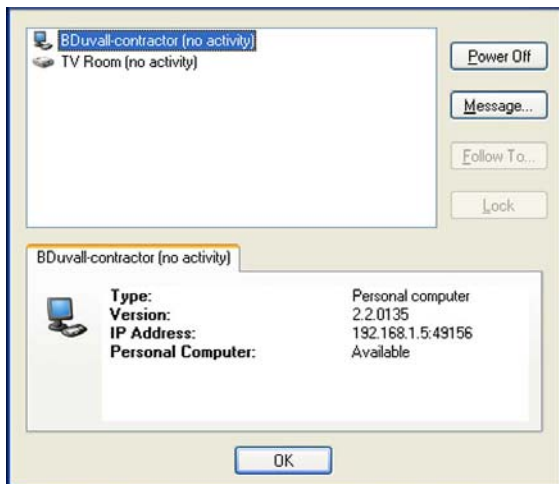 BDuvall-contractor (no activity)
TV Room (no activity)
Power Off
Message...
Follow To...
Lock
BDuvall-contractor (no activity)
Type: Personal computer
Version: 2.2.0135
IP Address: 192.168.1.5:49156
Personal Computer: Available
OK